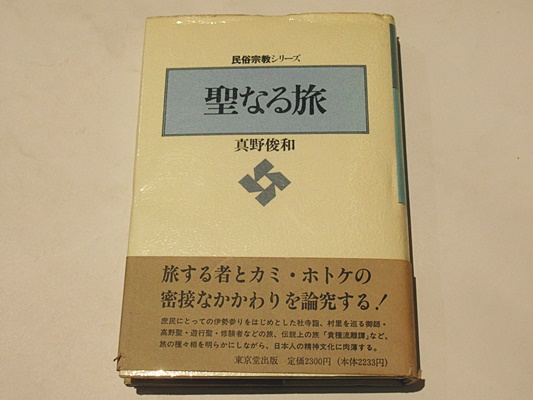 民俗宗教シリーズ
聖なる旅
真野俊和
旅する者とカミ・ホトケの
密接なかかわりを論究する!
庶民にとっての伊勢参りをはじめとした社寺詣、村里を巡る御師・
高野聖・遊行聖・修験者などの旅、伝説上の旅「貴種流離譚」など、
旅の種々相を明らかにしながら、日本人の精神文化に肉薄する。
東京堂出版 定価2300円（本体2233円）